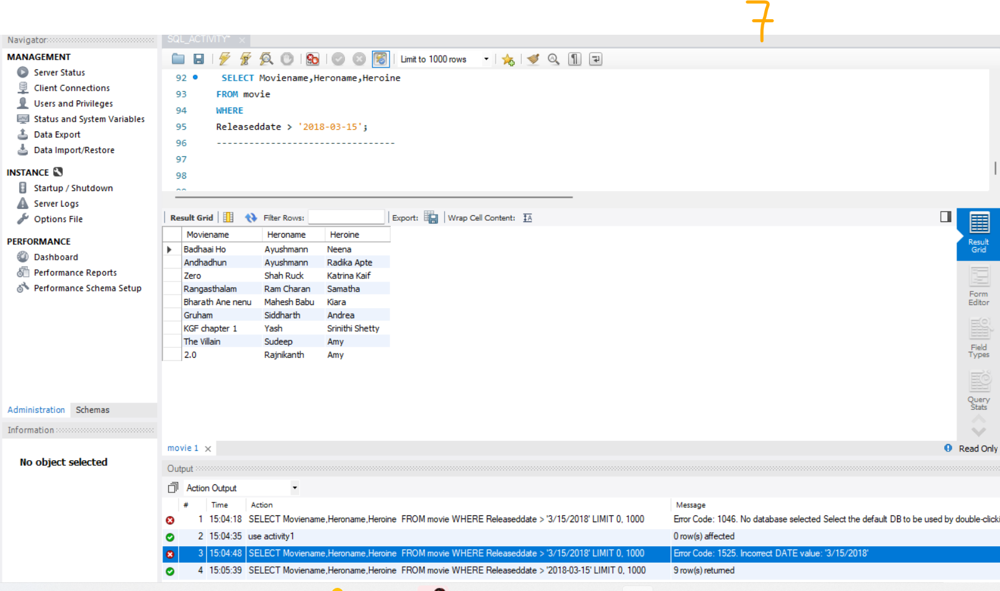 7
Navigator
SQL_ACTIVITY* ×
MANAGEMENT
Server Status
Client Connections
Users and Privileges
Status and System Variables
Data Export
Data Import/Restore
INSTANCE
Startup / Shutdown
Server Logs
Options File
PERFORMANCE
Dashboard
Performance Reports
Performance Schema Setup
Administration Schemas
Information
No object selected
Limit to 1000 rows
92 SELECT Moviename,Heroname,Heroine
93 FROM movie
94 WHERE
95 Releaseddate > '2018-03-15';
96 ---------------------------------
97
98
Result Grid Filter Rows: Export: Wrap Cell Content:
Moviename Heroname Heroine
Badhaai Ho Ayushmann Neena
Andhadhun Ayushmann Radika Apte
Zero Shah Ruck Katrina Kaif
Rangasthalam Ram Charan Samatha
Bharath Ane nenu Mahesh Babu Kiara
Gruham Siddharth Andrea
KGF chapter 1 Yash Srinithi Shetty
The Villain Sudeep Amy
2.0 Rajnikanth Amy
Result
Grid
Form
Editor
Field
Types
Query
Stats
movie 1 × Read Only
Output
Action Output
# Time Action Message
1 15:04:18 SELECT Moviename,Heroname,Heroine FROM movie WHERE Releaseddate > '3/15/2018' LIMIT 0, 1000 Error Code: 1046. No database selected Select the default DB to be used by double-clicki
2 15:04:35 use activity1 0 row(s) affected
3 15:04:48 SELECT Moviename,Heroname,Heroine FROM movie WHERE Releaseddate > '3/15/2018' LIMIT 0, 1000 Error Code: 1525. Incorrect DATE value: '3/15/2018'
4 15:05:39 SELECT Moviename,Heroname,Heroine FROM movie WHERE Releaseddate > '2018-03-15' LIMIT 0, 1000 9 row(s) returned